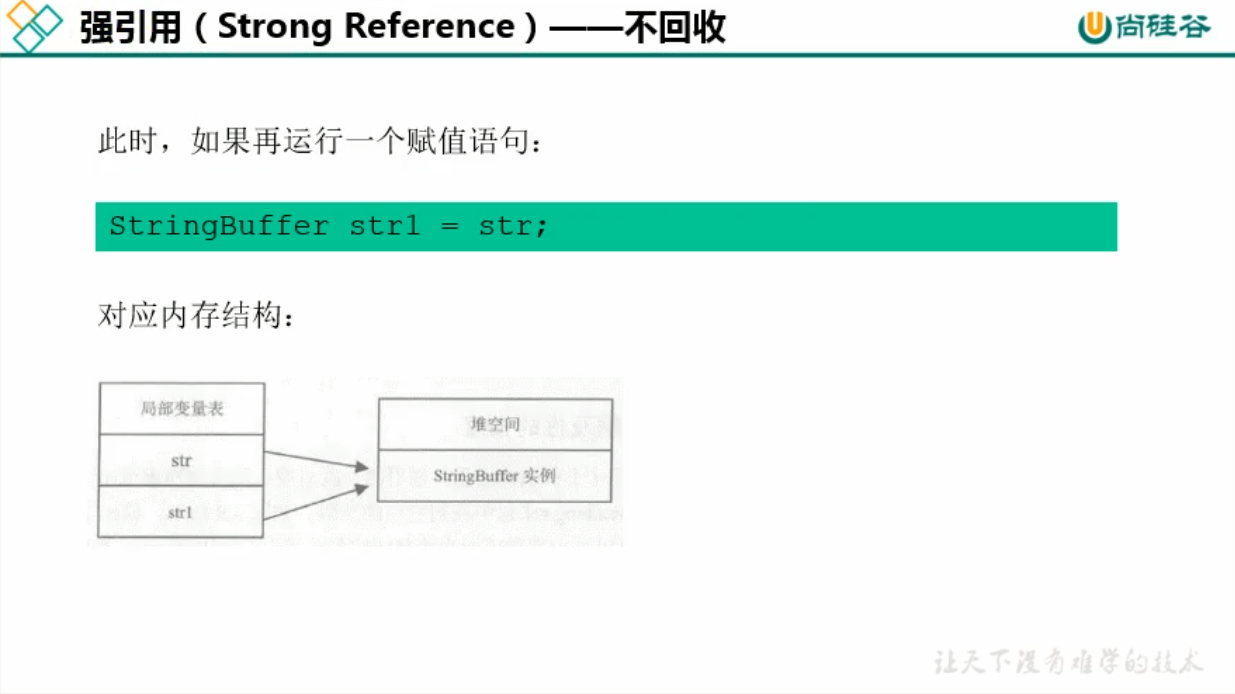 强引用（Strong Reference）——不回收
尚硅谷
此时，如果再运行一个赋值语句：
StringBuffer str1 = str;
对应内存结构：
局部变量表
str
str1
堆空间
StringBuffer 实例
让天下没有难学的技术